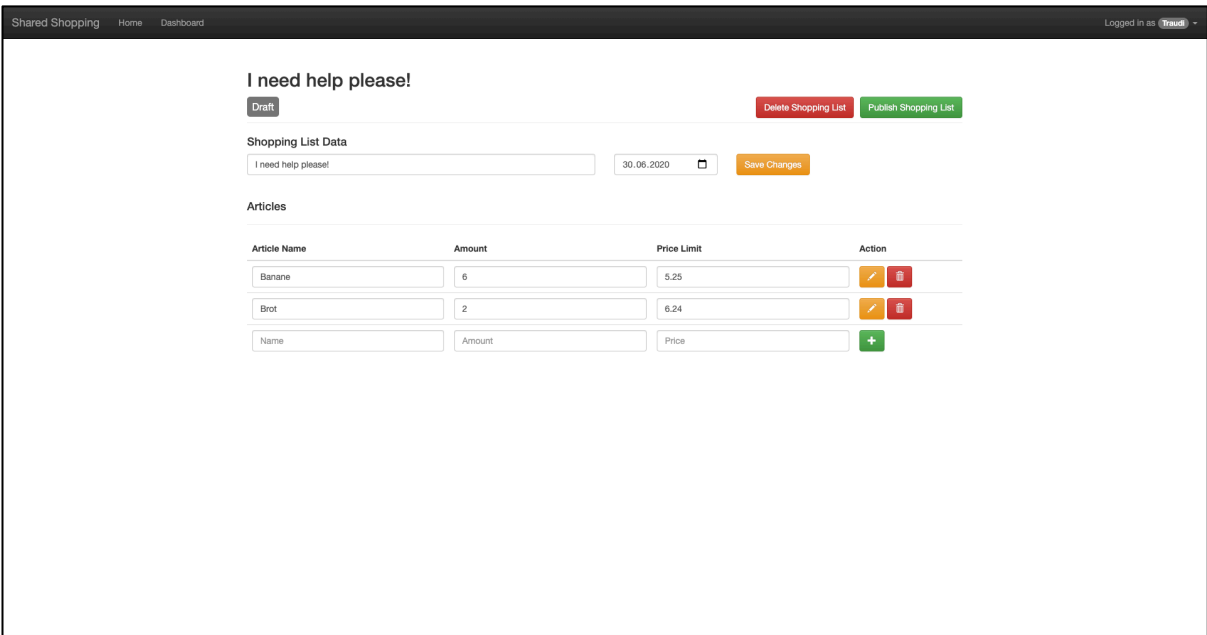 Shared Shopping Home Dashboard Logged in as Traudi
I need help please!
Draft Delete Shopping List Publish Shopping List
Shopping List Data
I need help please! 30.06.2020 Save Changes
Articles
Article Name Amount Price Limit Action
Banane 6 5.25
Brot 2 6.24
Name Amount Price